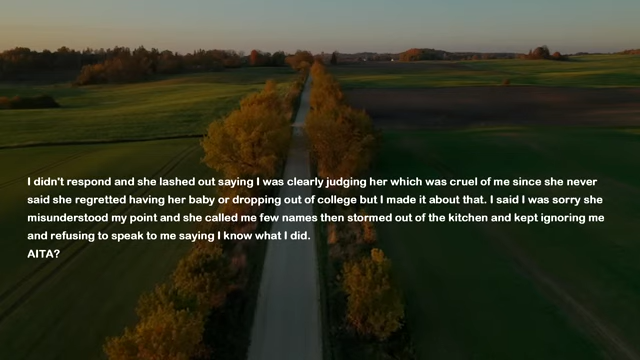 I didn't respond and she lashed out saying I was clearly judging her which was cruel of me since she never
said she regretted having her baby or dropping out of college but I made it about that. I said I was sorry she
misunderstood my point and she called me few names then stormed out of the kitchen and kept ignoring me
and refusing to speak to me saying I know what I did.
AITA?